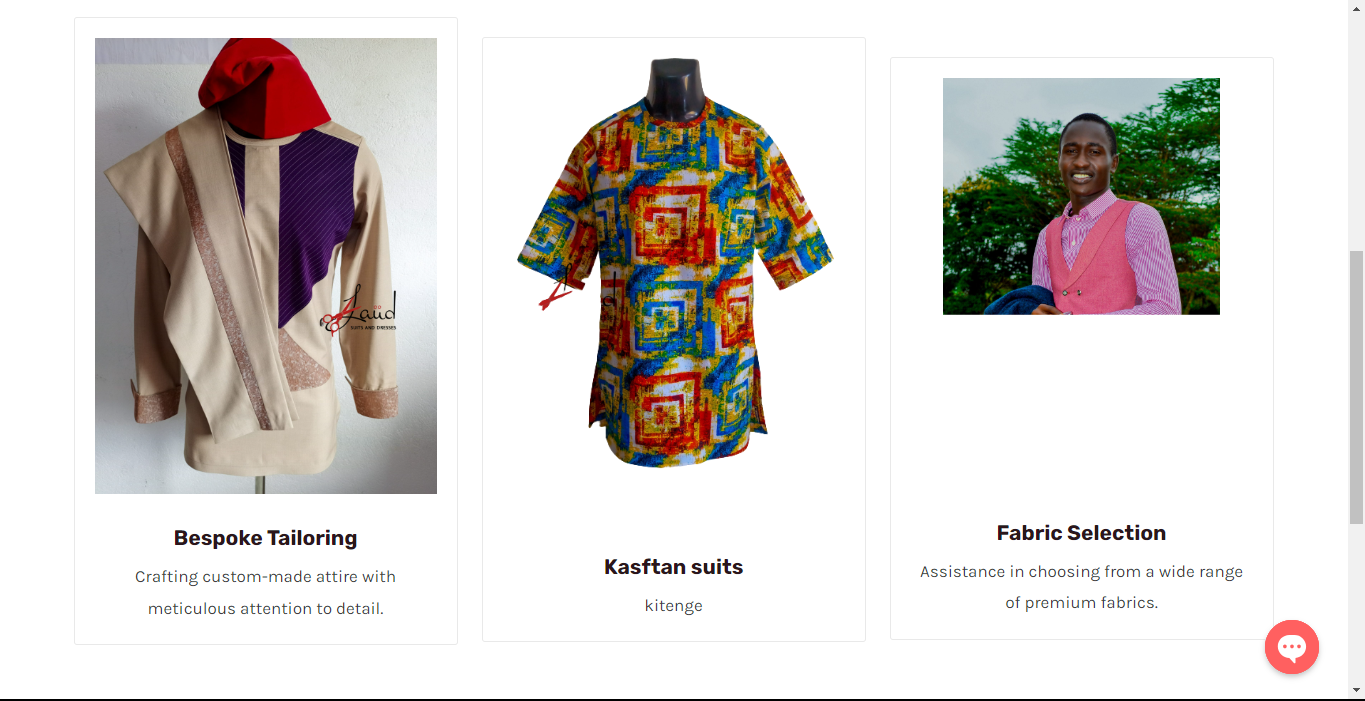 Laud
SUITS AND DRESSES
Bespoke Tailoring
Crafting custom-made attire with
meticulous attention to detail.
Kasftan suits
kitenge
Fabric Selection
Assistance in choosing from a wide range
of premium fabrics.